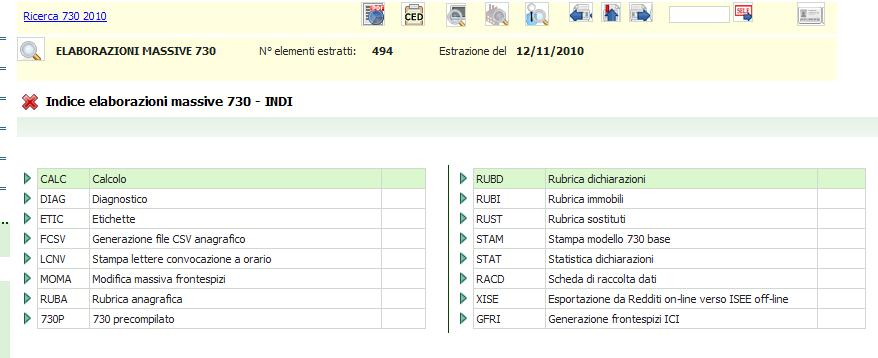 Ricerca 730 2010
PDF
CED
SELE
ELABORAZIONI MASSIVE 730 N° elementi estratti: 494 Estrazione del 12/11/2010
Indice elaborazioni massive 730 - INDI
CALC Calcolo
DIAG Diagnostico
ETIC Etichette
FCSV Generazione file CSV anagrafico
LCNV Stampa lettere convocazione a orario
MOMA Modifica massiva frontespizi
RUBA Rubrica anagrafica
730P 730 precompilato
RUBD Rubrica dichiarazioni
RUBI Rubrica immobili
RUST Rubrica sostituti
STAM Stampa modello 730 base
STAT Statistica dichiarazioni
RACD Scheda di raccolta dati
XISE Esportazione da Redditi on-line verso ISEE off-line
GFRI Generazione frontespizi ICI